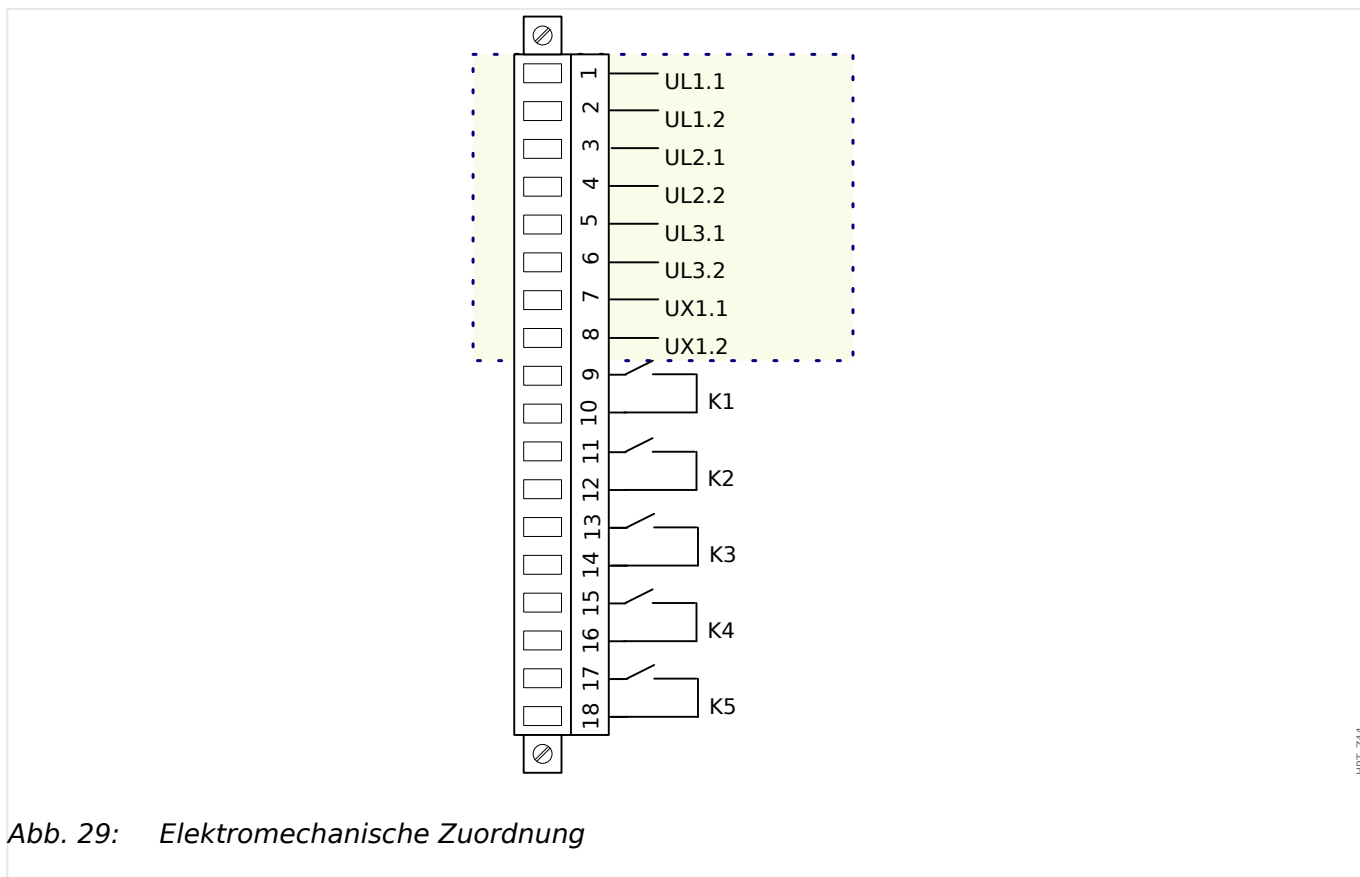 1 UL1.1
2 UL1.2
3 UL2.1
4 UL2.2
5 UL3.1
6 UL3.2
7 UX1.1
8 UX1.2
9
K1
10
11
K2
12
13
K3
14
15
K4
16
17
K5
18
Abb. 29: Elektromechanische Zuordnung